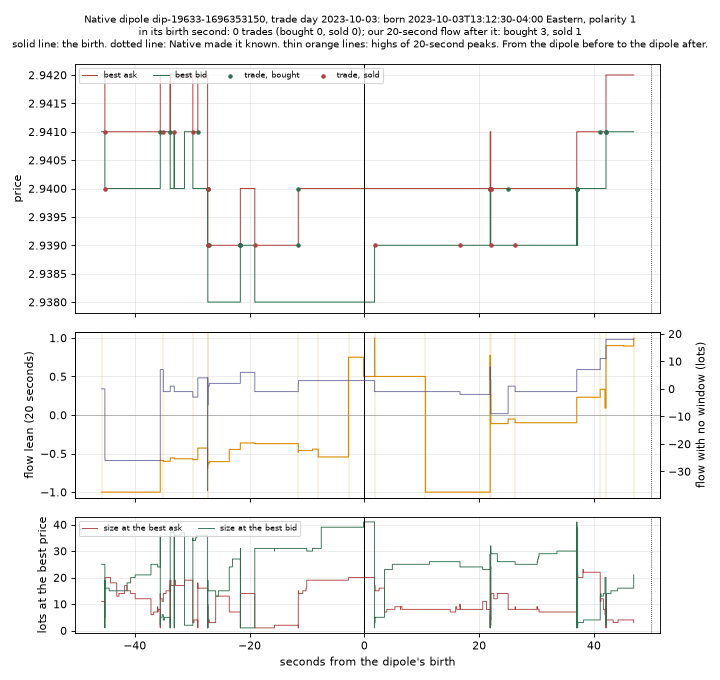 Native dipole dip-19633-1696353150, trade day 2023-10-03: born 2023-10-03T13:12:30-04:00 Eastern, polarity 1
in its birth second: 0 trades (bought 0, sold 0); our 20-second flow after it: bought 3, sold 1
solid line: the birth. dotted line: Native made it known. thin orange lines: highs of 20-second peaks. From the dipole before to the dipole after.
best ask best bid trade, bought trade, sold
2.9420
2.9415
2.9410
2.9405
2.9400
2.9395
2.9390
2.9385
2.9380
price
1.0
0.5
0.0
−0.5
−1.0
flow lean (20 seconds)
20
10
0
−10
−20
−30
flow with no window (lots)
size at the best ask size at the best bid
40
30
20
10
0
lots at the best price
−40 −20 0 20 40
seconds from the dipole's birth